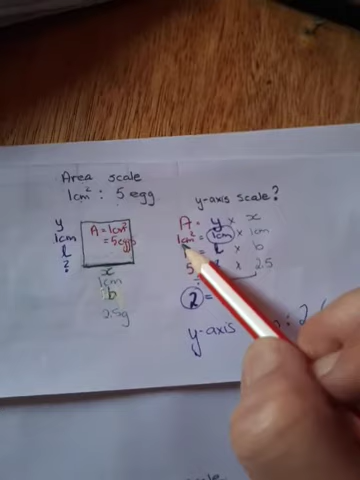 Area scale
1cm² : 5 egg
y
1cm
l
?
A = 1cm²
= 5egg
x
1cm
b
2.5g
y-axis scale?
A = y × x
1cm² = 1cm × 1cm
l × b
5 × 2.5
2 =
y-axis